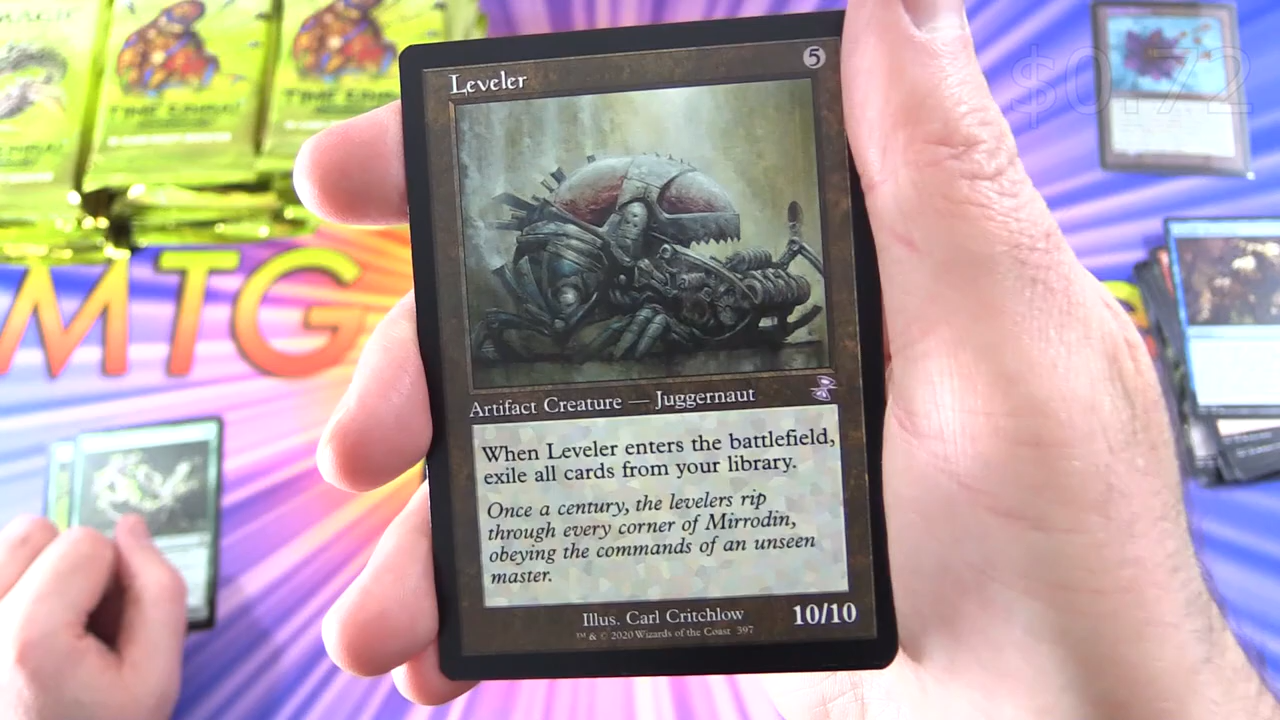 $0.72
MTG
Leveler
5
Artifact Creature — Juggernaut
When Leveler enters the battlefield,
exile all cards from your library.
Once a century, the levelers rip
through every corner of Mirrodin,
obeying the commands of an unseen
master.
Illus. Carl Critchlow
10/10
™ & © 2020 Wizards of the Coast 397